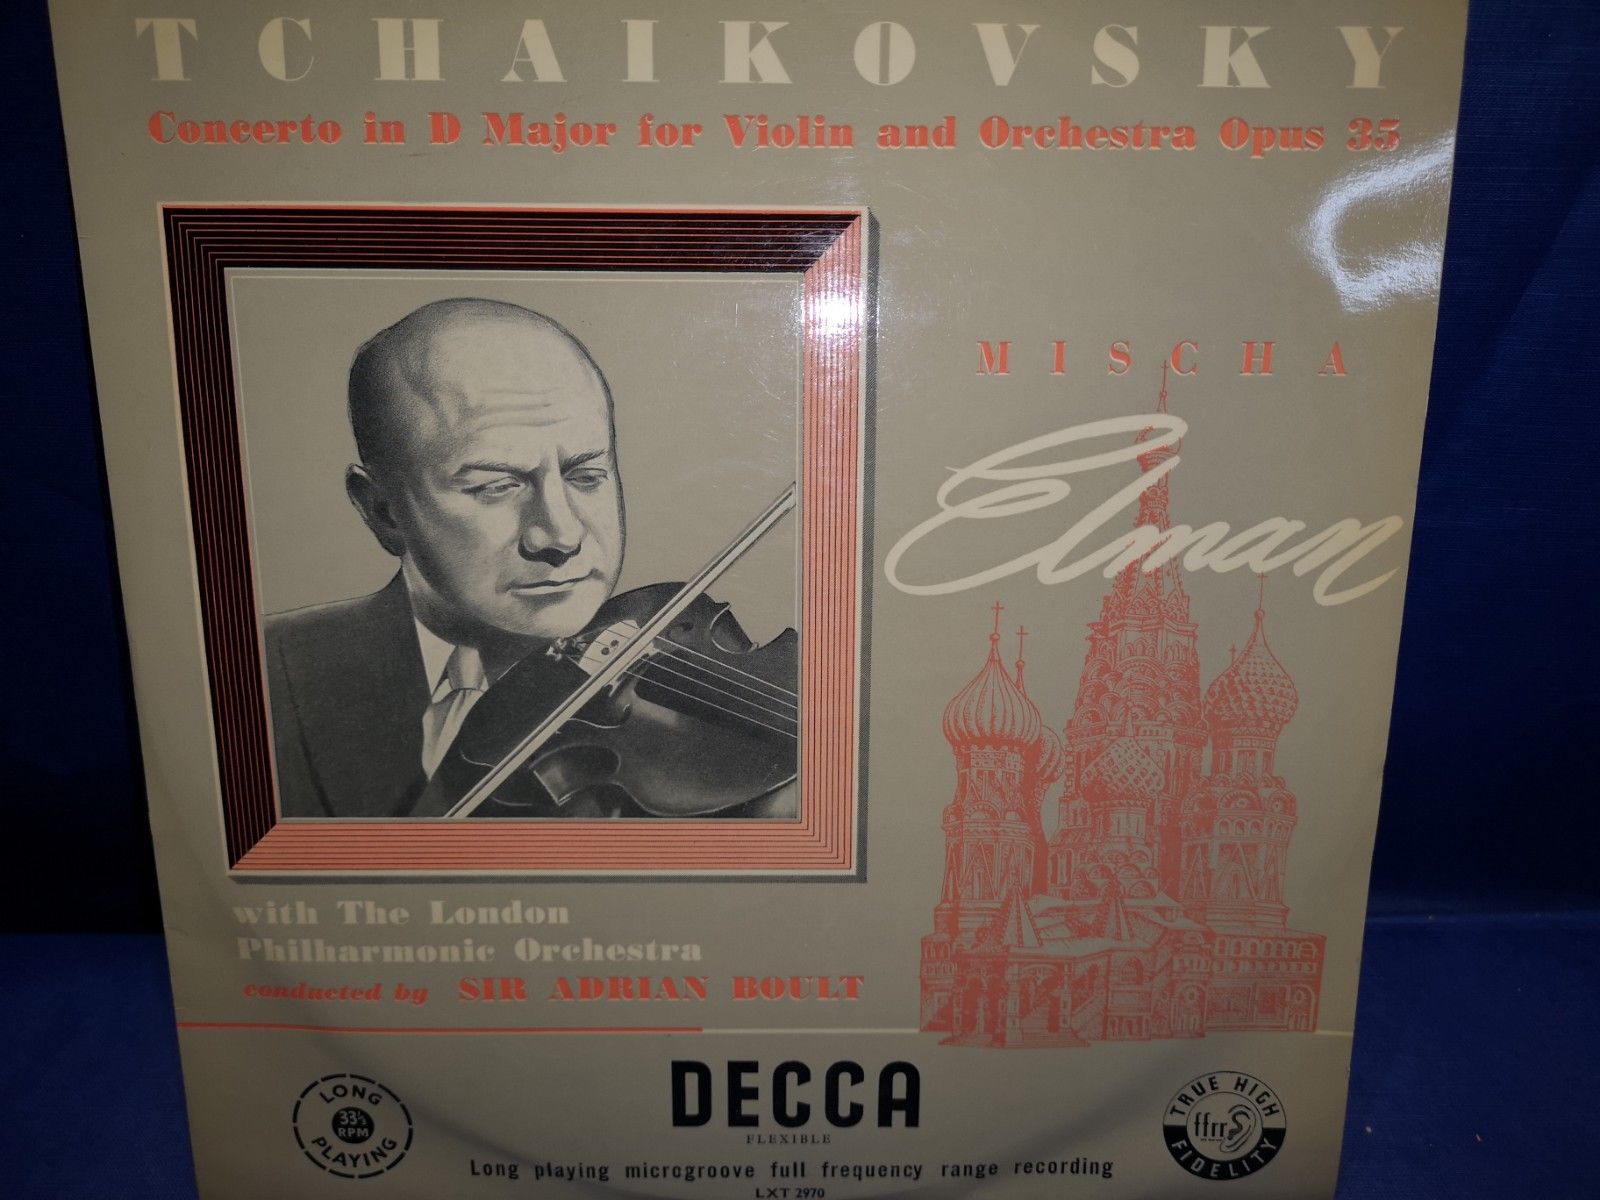 TCHAIKOVSKY
Concerto in D Major for Violin and Orchestra Opus 35
MISCHA
Elman
with The London
Philharmonic Orchestra
conducted by SIR ADRIAN BOULT
LONG
33⅓
RPM
PLAYING
DECCA
FLEXIBLE
Long playing microgroove full frequency range recording
LXT 2970
TRUE HIGH
ffrr
FIDELITY